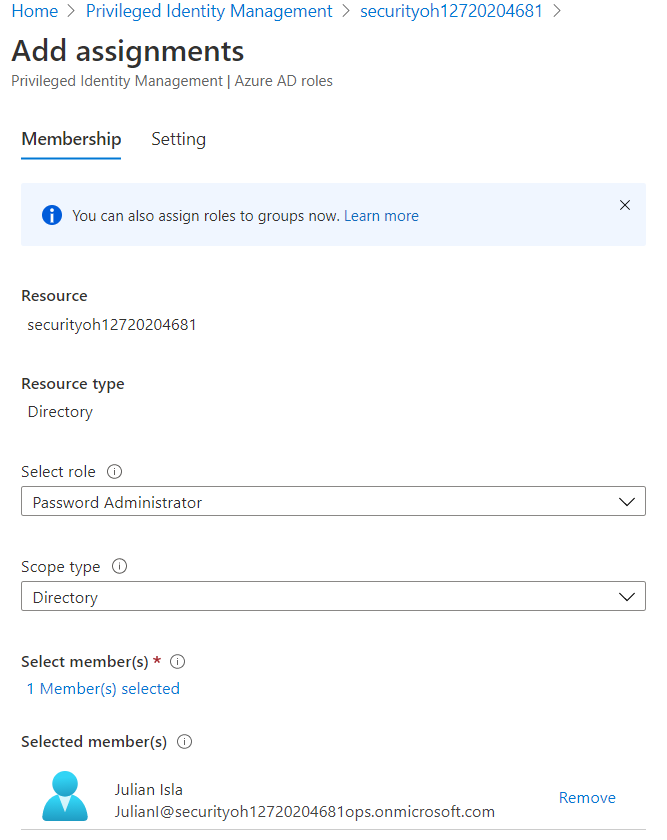 Home > Privileged Identity Management > securityoh12720204681 >
Add assignments
Privileged Identity Management | Azure AD roles
Membership Setting
You can also assign roles to groups now. Learn more
Resource
securityoh12720204681
Resource type
Directory
Select role
Password Administrator
Scope type
Directory
Select member(s) *
1 Member(s) selected
Selected member(s)
Julian Isla
JulianI@securityoh12720204681ops.onmicrosoft.com
Remove